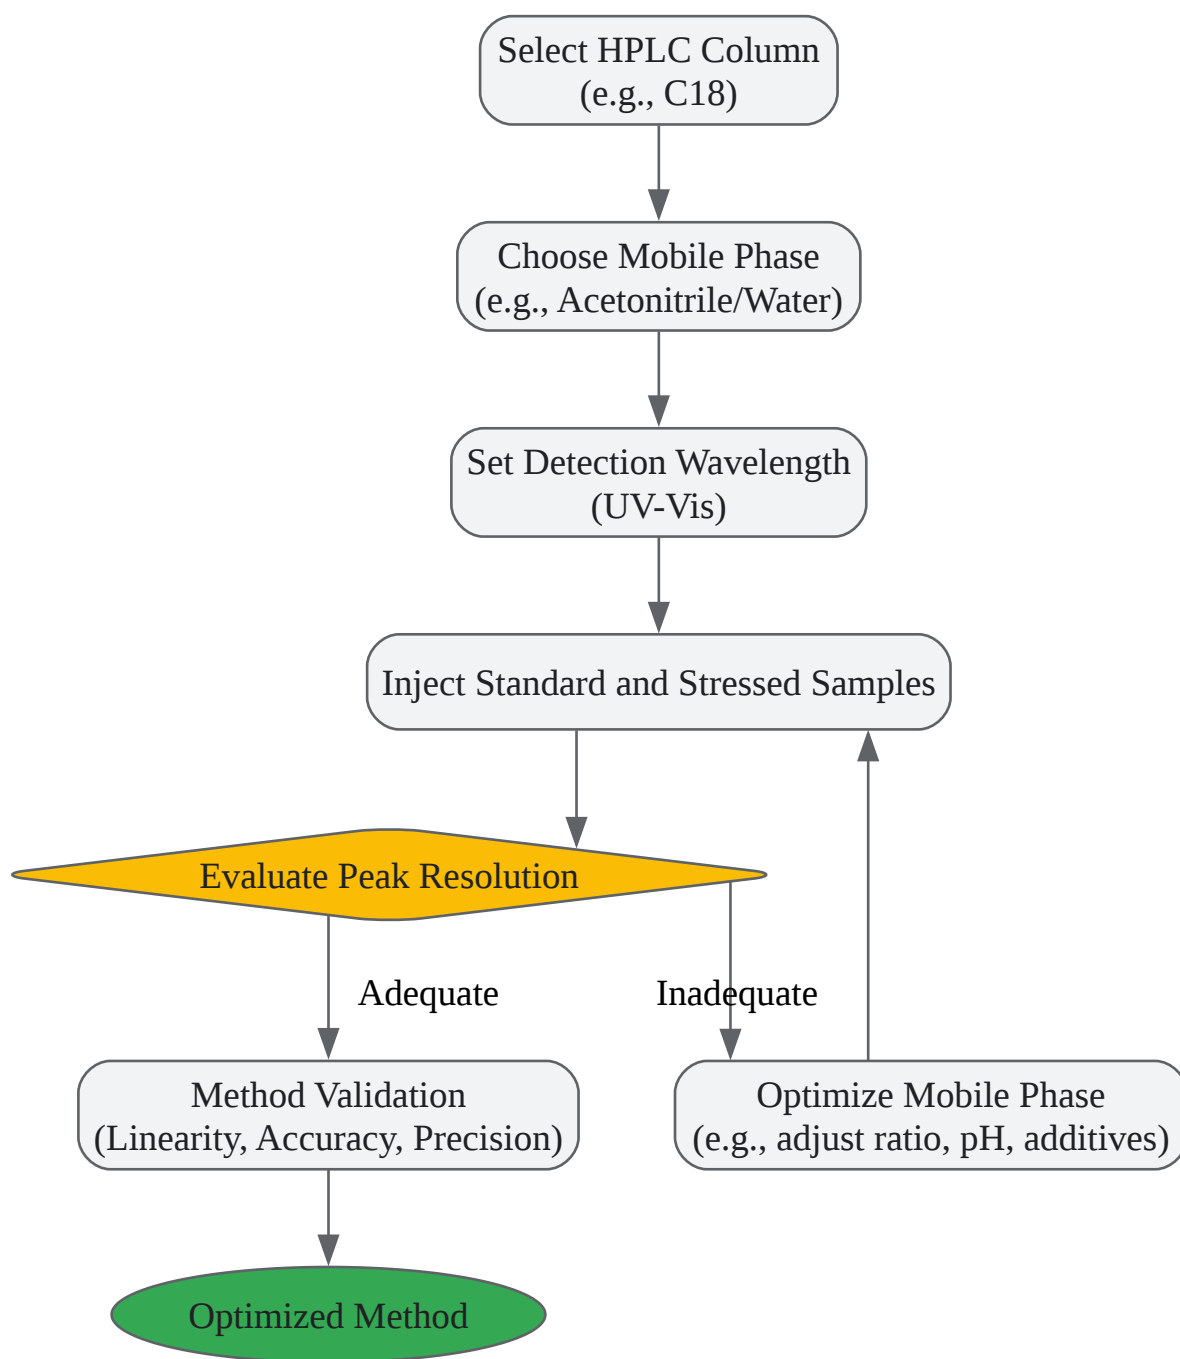 Select HPLC Column
(e.g., C18)
Choose Mobile Phase
(e.g., Acetonitrile/Water)
Set Detection Wavelength
(UV-Vis)
Inject Standard and Stressed Samples
Evaluate Peak Resolution
Adequate
Inadequate
Method Validation
(Linearity, Accuracy, Precision)
Optimize Mobile Phase
(e.g., adjust ratio, pH, additives)
Optimized Method